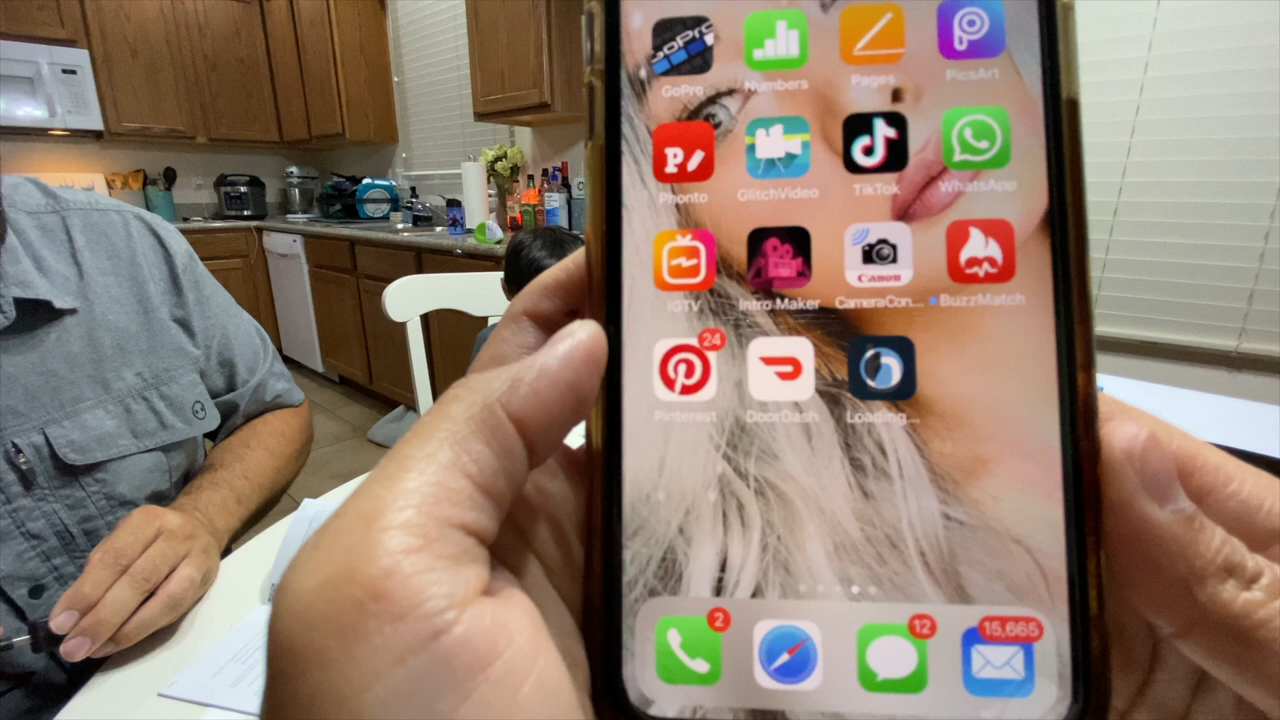 GoPro
GoPro Numbers Pages PicsArt
Phonto GlitchVideo TikTok WhatsApp
Canon
IGTV Intro Maker CameraCon... BuzzMatch
24
Pinterest DoorDash Loading...
2 12 15,665